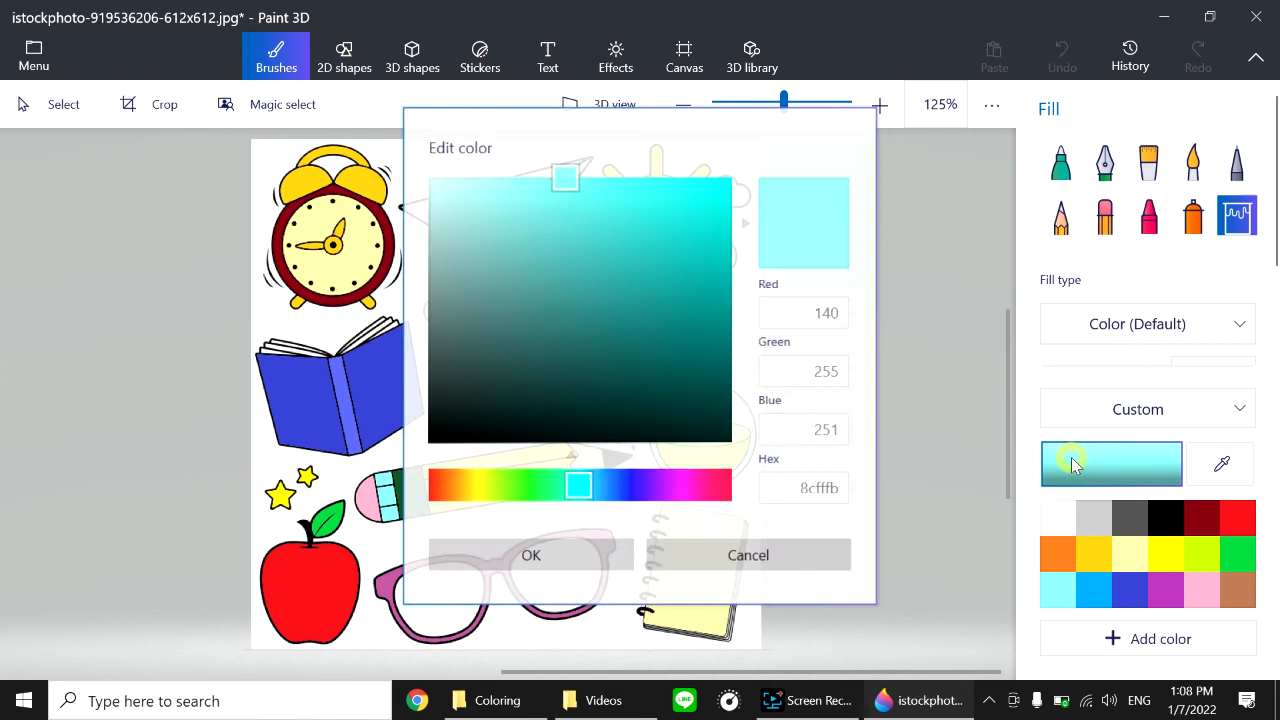 istockphoto-919536206-612x612.jpg* - Paint 3D
Menu
Brushes
2D shapes
3D shapes
Stickers
Text
Effects
Canvas
3D library
Paste
Undo
History
Redo
Select
Crop
Magic select
3D view
125%
Fill
Edit color
Red
140
Green
255
Blue
251
Hex
8cfffb
OK
Cancel
Fill type
Color (Default)
Custom
Add color
Type here to search
Coloring
Videos
LINE
Screen Rec...
istockphot...
ENG
1:08 PM
1/7/2022